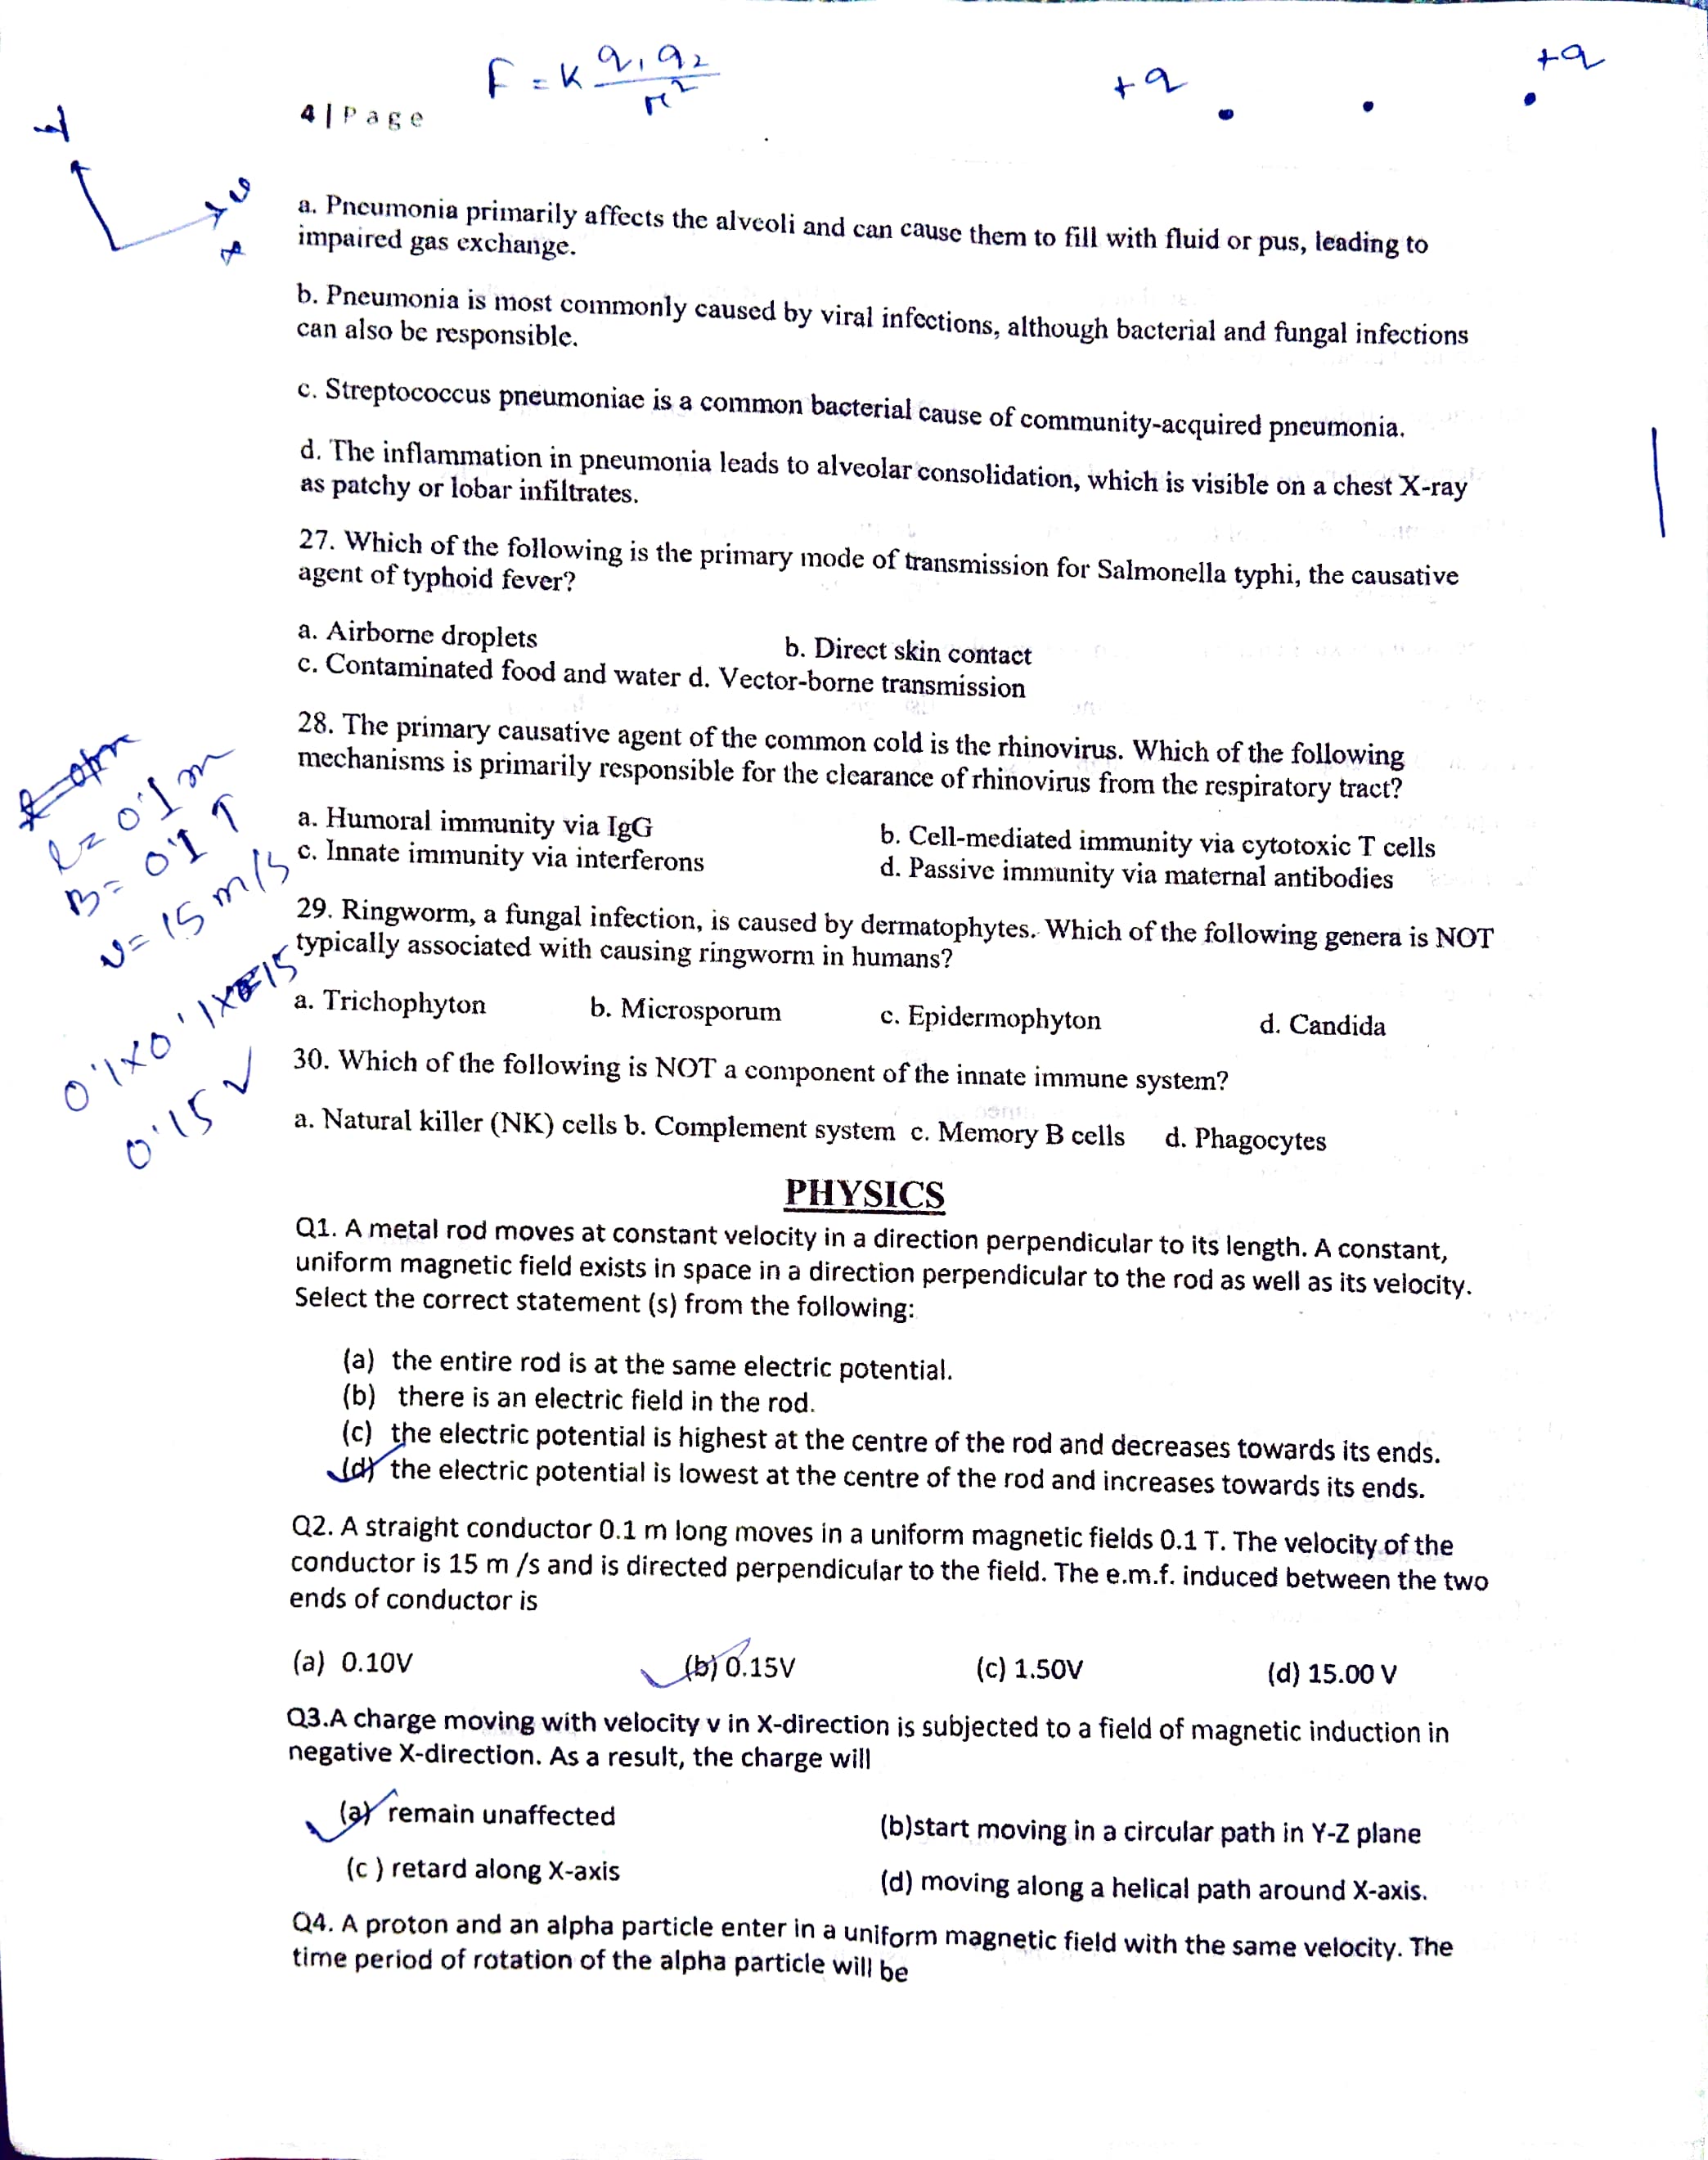 F = K q1 q2
r2
+q
+q
4 | Page
a. Pneumonia primarily affects the alveoli and can cause them to fill with fluid or pus, leading to
impaired gas exchange.
b. Pneumonia is most commonly caused by viral infections, although bacterial and fungal infections
can also be responsible.
c. Streptococcus pneumoniae is a common bacterial cause of community-acquired pneumonia.
d. The inflammation in pneumonia leads to alveolar consolidation, which is visible on a chest X-ray
as patchy or lobar infiltrates.
27. Which of the following is the primary mode of transmission for Salmonella typhi, the causative
agent of typhoid fever?
a. Airborne droplets b. Direct skin contact
c. Contaminated food and water d. Vector-borne transmission
28. The primary causative agent of the common cold is the rhinovirus. Which of the following
mechanisms is primarily responsible for the clearance of rhinovirus from the respiratory tract?
a. Humoral immunity via IgG b. Cell-mediated immunity via cytotoxic T cells
c. Innate immunity via interferons d. Passive immunity via maternal antibodies
l = 0.1 m
B = 0.1 T
v = 15 m/s
29. Ringworm, a fungal infection, is caused by dermatophytes. Which of the following genera is NOT
typically associated with causing ringworm in humans?
a. Trichophyton b. Microsporum c. Epidermophyton d. Candida
0.1x0.1x15
0.15 V
30. Which of the following is NOT a component of the innate immune system?
a. Natural killer (NK) cells b. Complement system c. Memory B cells d. Phagocytes
PHYSICS
Q1. A metal rod moves at constant velocity in a direction perpendicular to its length. A constant,
uniform magnetic field exists in space in a direction perpendicular to the rod as well as its velocity.
Select the correct statement (s) from the following:
(a) the entire rod is at the same electric potential.
(b) there is an electric field in the rod.
(c) the electric potential is highest at the centre of the rod and decreases towards its ends.
(d) the electric potential is lowest at the centre of the rod and increases towards its ends.
Q2. A straight conductor 0.1 m long moves in a uniform magnetic fields 0.1 T. The velocity of the
conductor is 15 m /s and is directed perpendicular to the field. The e.m.f. induced between the two
ends of conductor is
(a) 0.10V (b) 0.15V (c) 1.50V (d) 15.00 V
Q3.A charge moving with velocity v in X-direction is subjected to a field of magnetic induction in
negative X-direction. As a result, the charge will
(a) remain unaffected (b)start moving in a circular path in Y-Z plane
(c ) retard along X-axis (d) moving along a helical path around X-axis.
Q4. A proton and an alpha particle enter in a uniform magnetic field with the same velocity. The
time period of rotation of the alpha particle will be